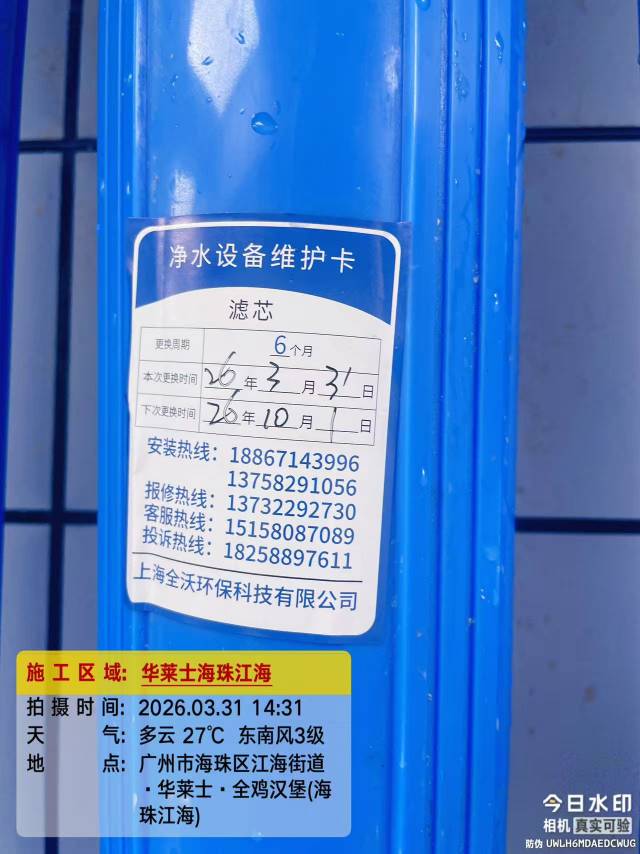 净水设备维护卡
滤芯
更换周期 6个月
本次更换时间 26年3月31日
下次更换时间 26年10月1日
安装热线：18867143996
13758291056
报修热线：13732292730
客服热线：15158087089
投诉热线：18258897611
上海全沃环保科技有限公司
施工区域：华莱士海珠江海
拍摄时间：2026.03.31 14:31
天气：多云 27℃ 东南风3级
地点：广州市海珠区江海街道
·华莱士·全鸡汉堡(海
珠江海)
今日水印
相机 真实可验
防伪 UWLH6MDAEDCWUG